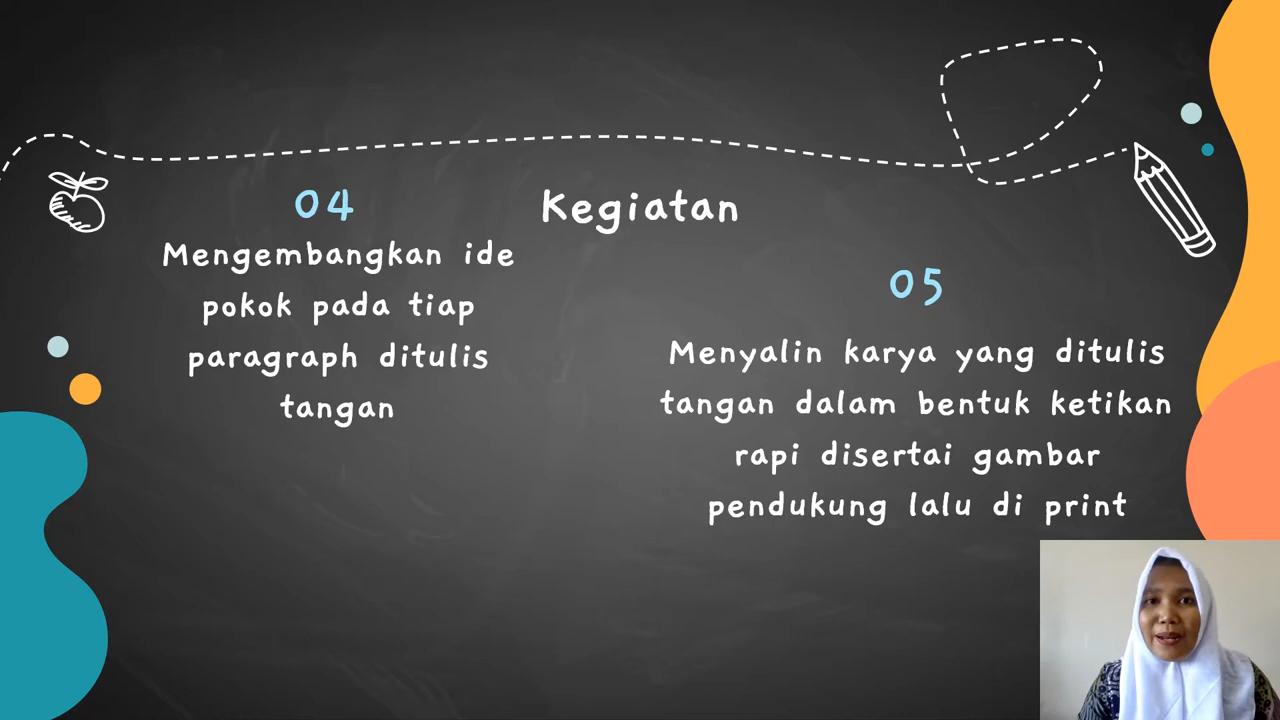 Kegiatan
04
Mengembangkan ide
pokok pada tiap
paragraph ditulis
tangan
05
Menyalin karya yang ditulis
tangan dalam bentuk ketikan
rapi disertai gambar
pendukung lalu di print